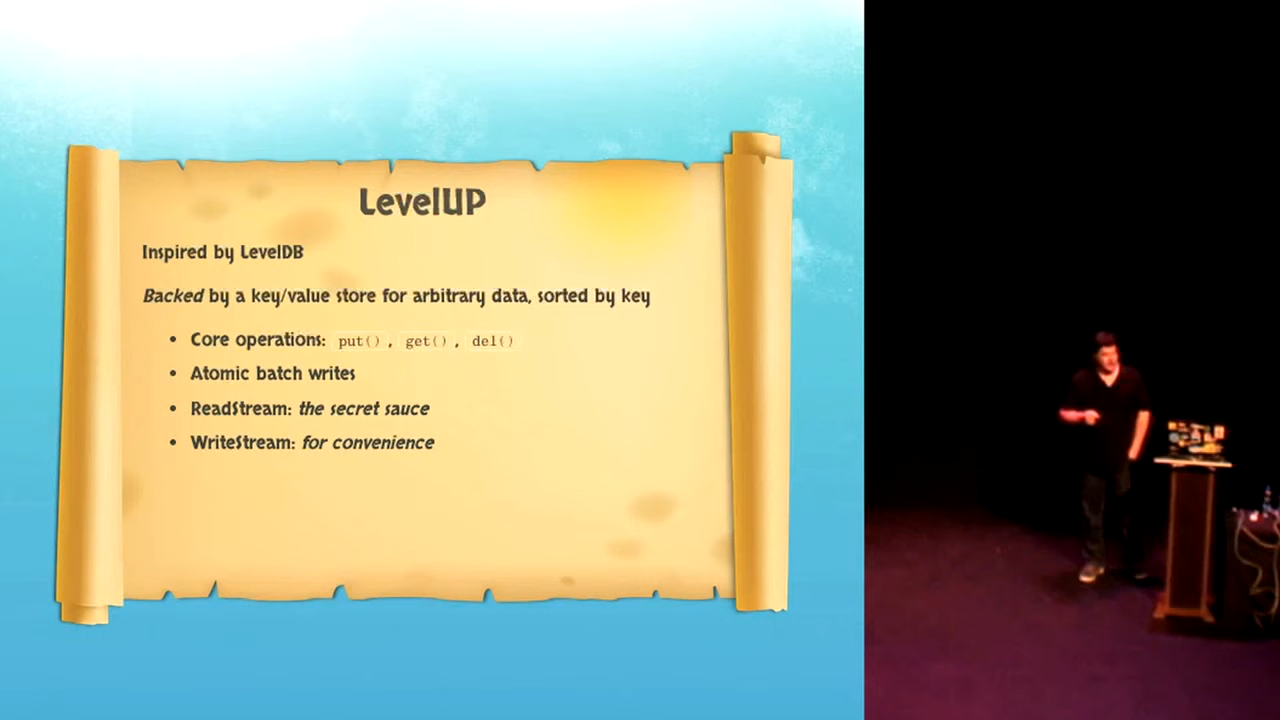 LevelUP
Inspired by LevelDB
Backed by a key/value store for arbitrary data, sorted by key
• Core operations: put(), get(), del()
• Atomic batch writes
• ReadStream: the secret sauce
• WriteStream: for convenience